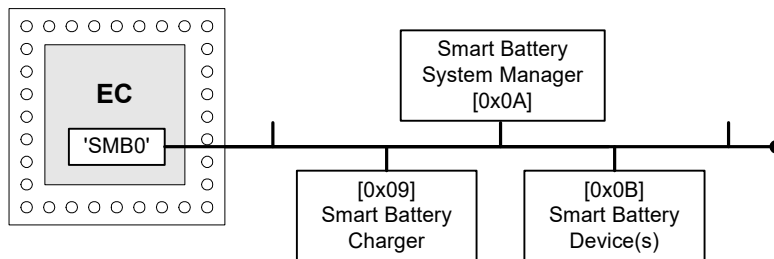 EC
'SMB0'
Smart Battery
System Manager
[0x0A]
[0x09]
Smart Battery
Charger
[0x0B]
Smart Battery
Device(s)